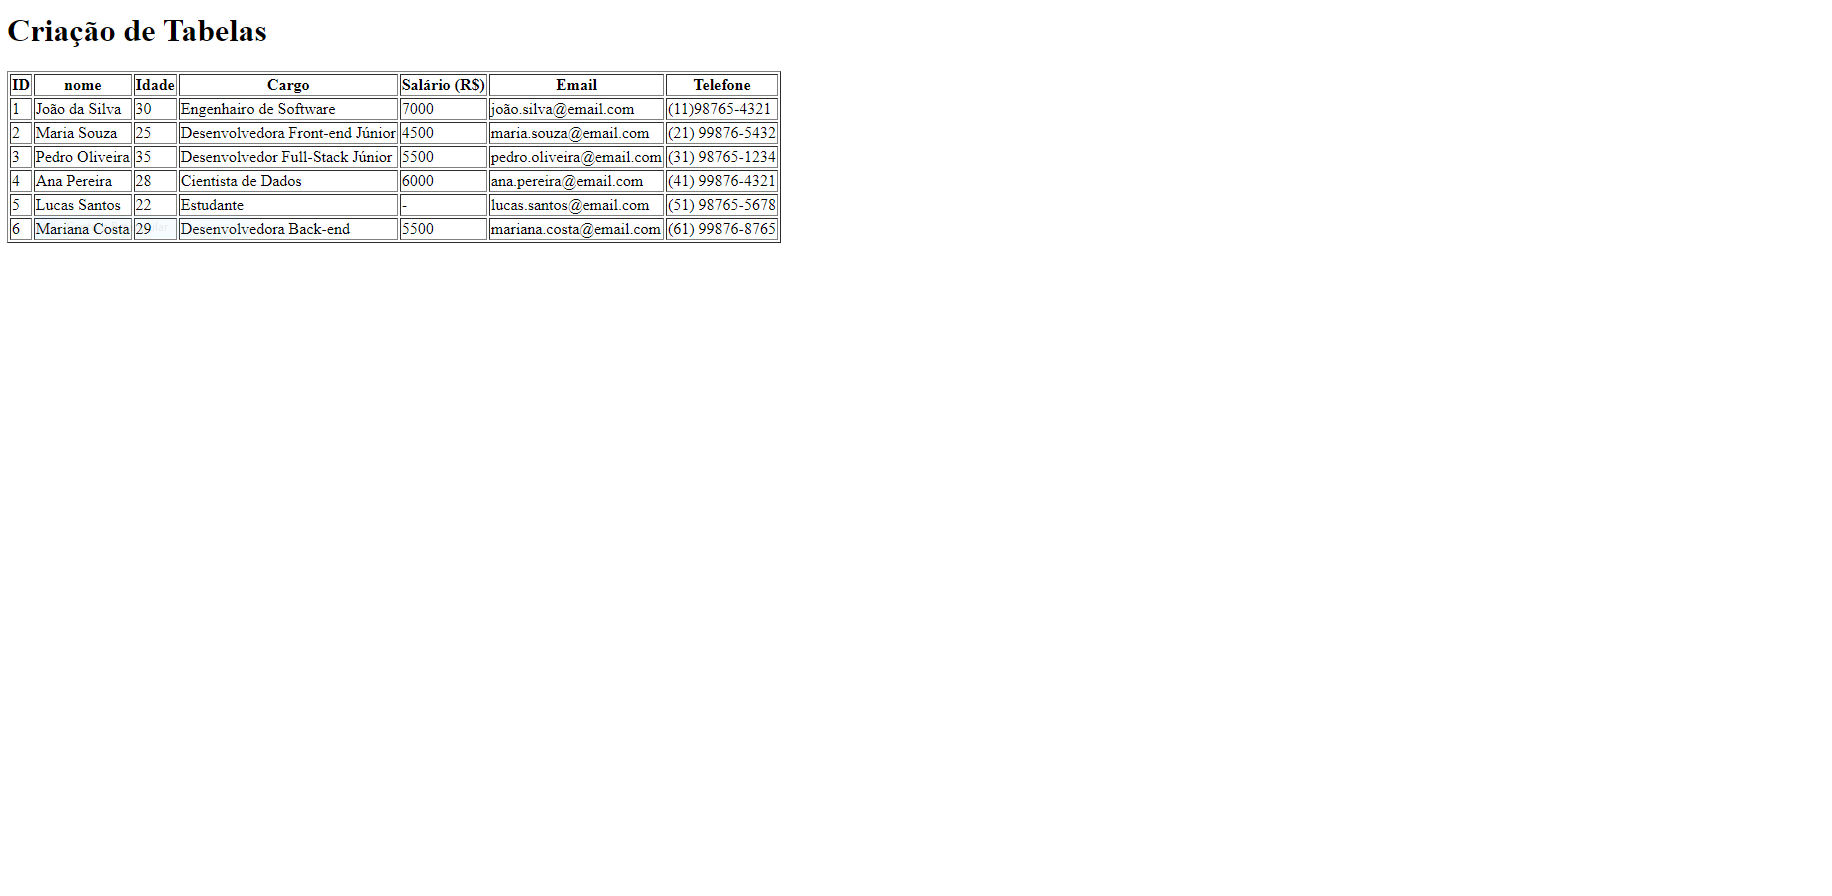 Criação de Tabelas
ID nome Idade Cargo Salário (R$) Email Telefone
1 João da Silva 30 Engenhairo de Software 7000 joão.silva@email.com (11)98765-4321
2 Maria Souza 25 Desenvolvedora Front-end Júnior 4500 maria.souza@email.com (21) 99876-5432
3 Pedro Oliveira 35 Desenvolvedor Full-Stack Júnior 5500 pedro.oliveira@email.com (31) 98765-1234
4 Ana Pereira 28 Cientista de Dados 6000 ana.pereira@email.com (41) 99876-4321
5 Lucas Santos 22 Estudante - lucas.santos@email.com (51) 98765-5678
6 Mariana Costa 29 Desenvolvedora Back-end 5500 mariana.costa@email.com (61) 99876-8765